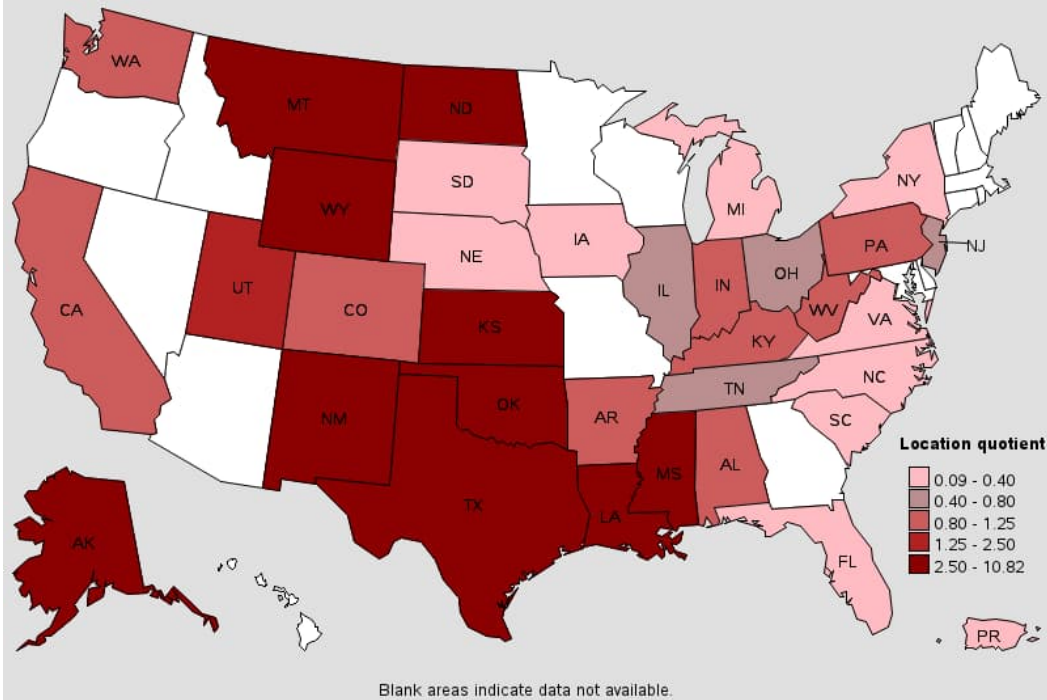 WA
MT
ND
SD
MI
NY
WY
NE
IA
PA
NJ
UT
CO
IL
IN
OH
CA
KS
KY
WV
VA
NM
OK
AR
TN
NC
SC
TX
LA
MS
AL
AK
FL
PR
Location quotient
0.09 - 0.40
0.40 - 0.80
0.80 - 1.25
1.25 - 2.50
2.50 - 10.82
Blank areas indicate data not available.